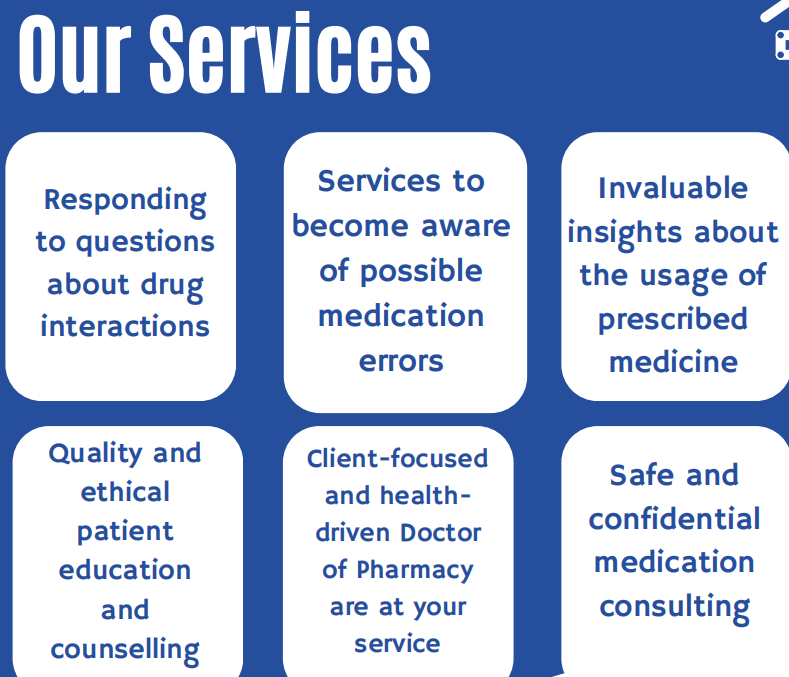 Our Services
Responding
to questions
about drug
interactions
Services to
become aware
of possible
medication
errors
Invaluable
insights about
the usage of
prescribed
medicine
Quality and
ethical
patient
education
and
counselling
Client-focused
and health-
driven Doctor
of Pharmacy
are at your
service
Safe and
confidential
medication
consulting